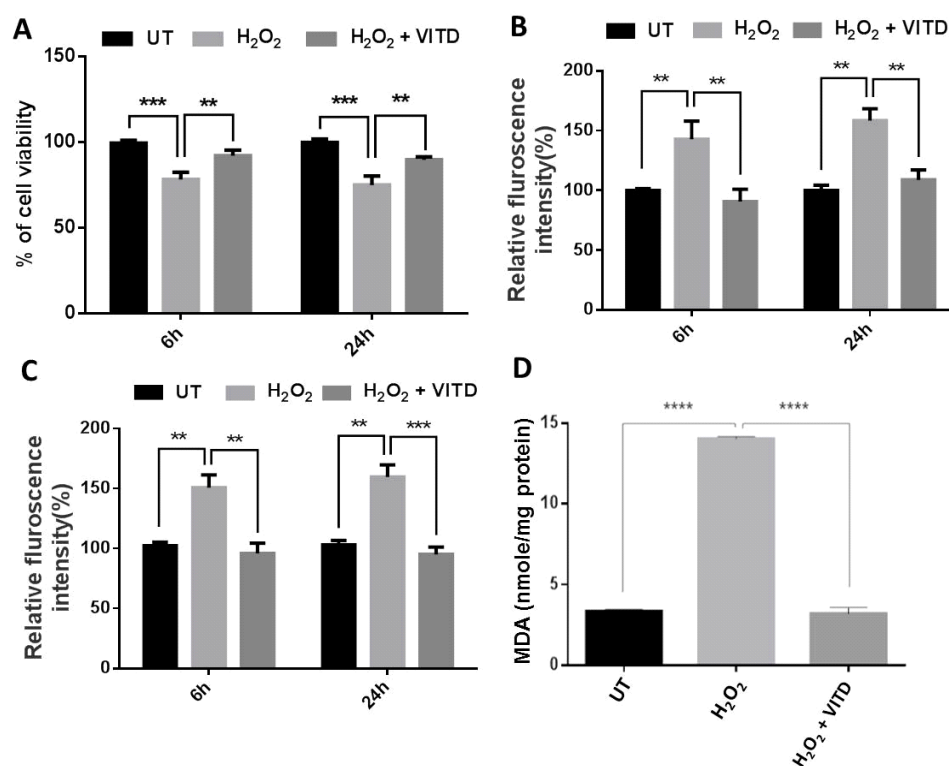 A
UT H₂O₂ H₂O₂ + VITD
% of cell viability
150
100
50
0
*** ** *** **
6h 24h
B
UT H₂O₂ H₂O₂ + VITD
Relative fluroscence
intensity(%)
200
150
100
50
0
** ** ** **
6h 24h
C
UT H₂O₂ H₂O₂ + VITD
Relative fluroscence
intensity(%)
200
150
100
50
0
** ** ** ***
6h 24h
D
MDA (nmole/mg protein)
15
10
5
0
**** ****
UT H₂O₂ H₂O₂ + VITD